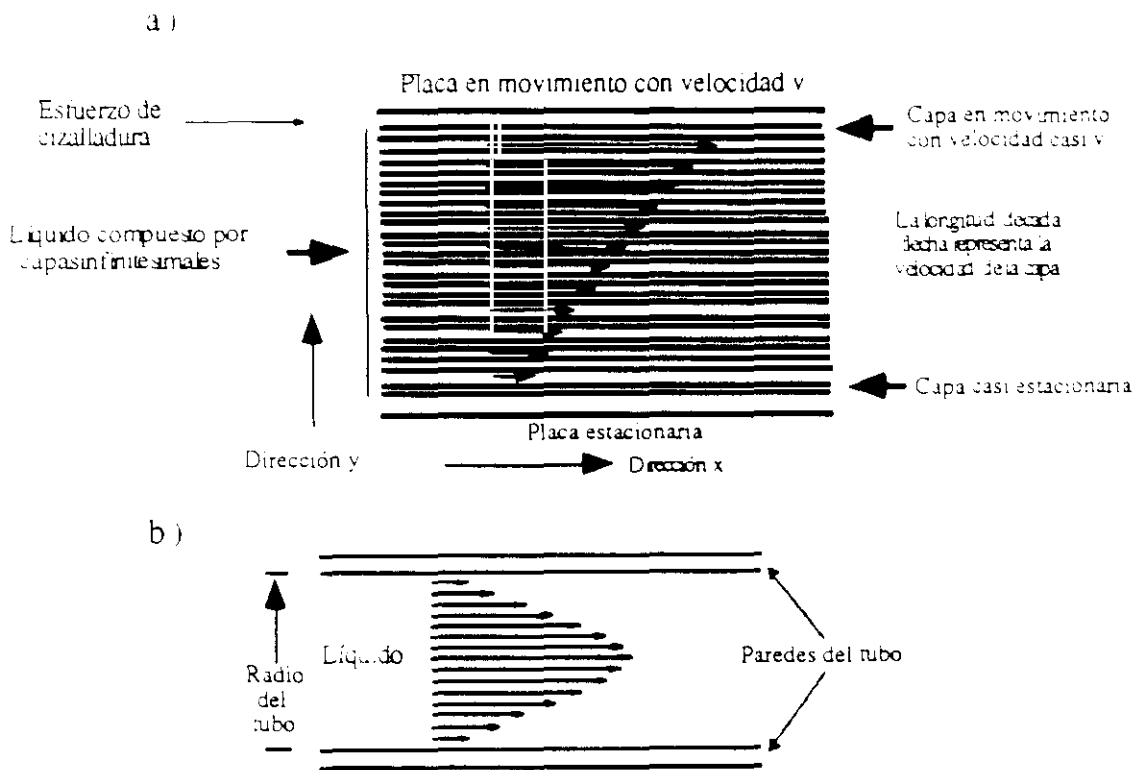 a )
Placa en movimiento con velocidad v
Esfuerzo de
cizalladura
Capa en movimiento
con velocidad casi v
Líquido compuesto por
capas infinitesimales
La longitud de cada
flecha representa la
velocidad de la capa
Capa casi estacionaria
Placa estacionaria
Dirección y
Dirección x
b )
Líquido
Radio
del
tubo
Paredes del tubo